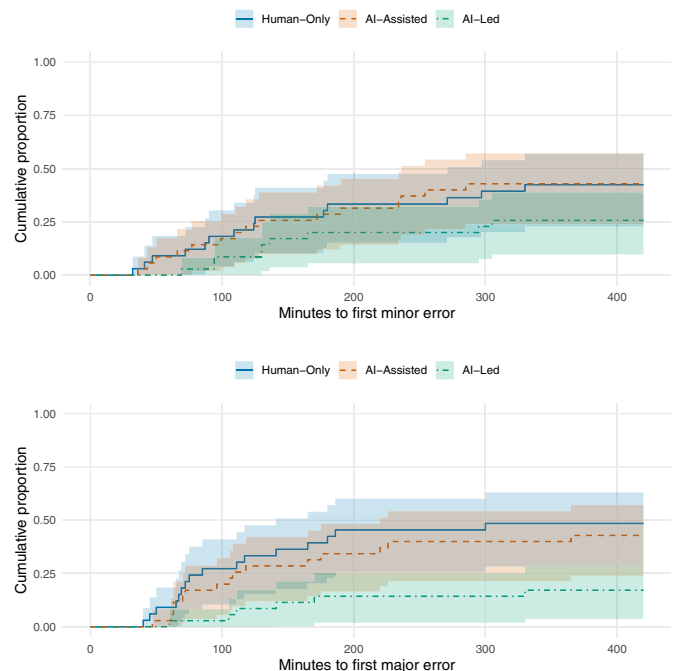 Human-Only AI-Assisted AI-Led
1.00
0.75
0.50
0.25
0.00
Cumulative proportion
0 100 200 300 400
Minutes to first minor error
Human-Only AI-Assisted AI-Led
1.00
0.75
0.50
0.25
0.00
Cumulative proportion
0 100 200 300 400
Minutes to first major error